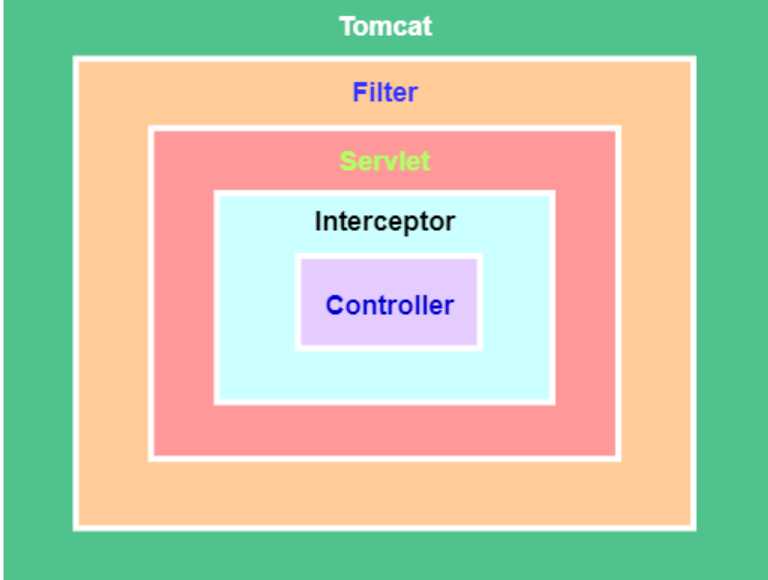 Tomcat
Filter
Servlet
Interceptor
Controller